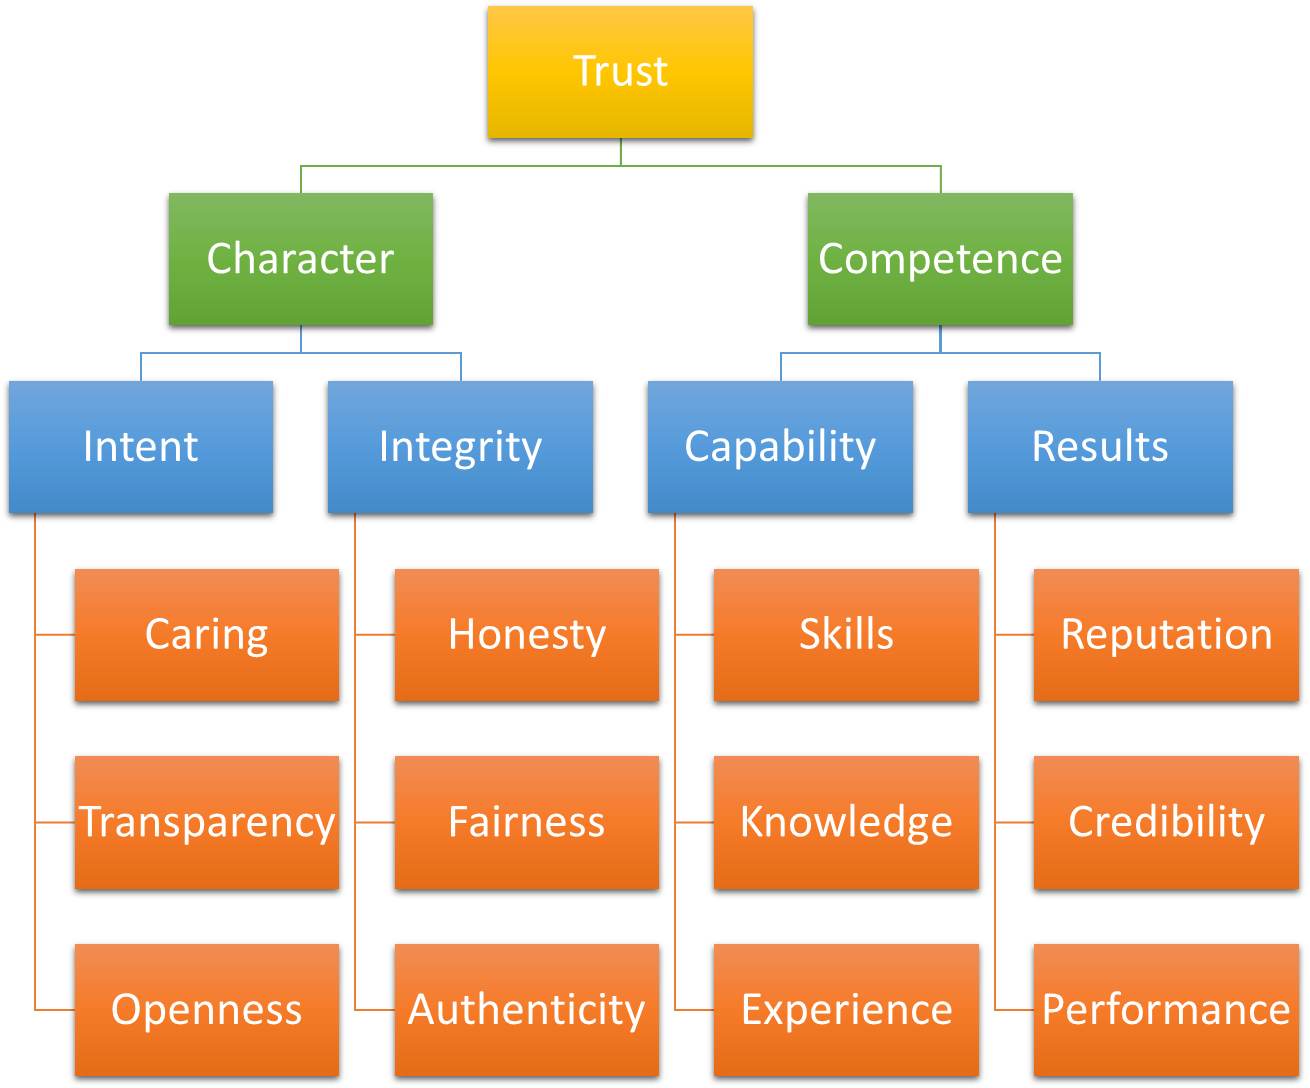 Trust
Character
Competence
Intent
Integrity
Capability
Results
Caring
Honesty
Skills
Reputation
Transparency
Fairness
Knowledge
Credibility
Openness
Authenticity
Experience
Performance